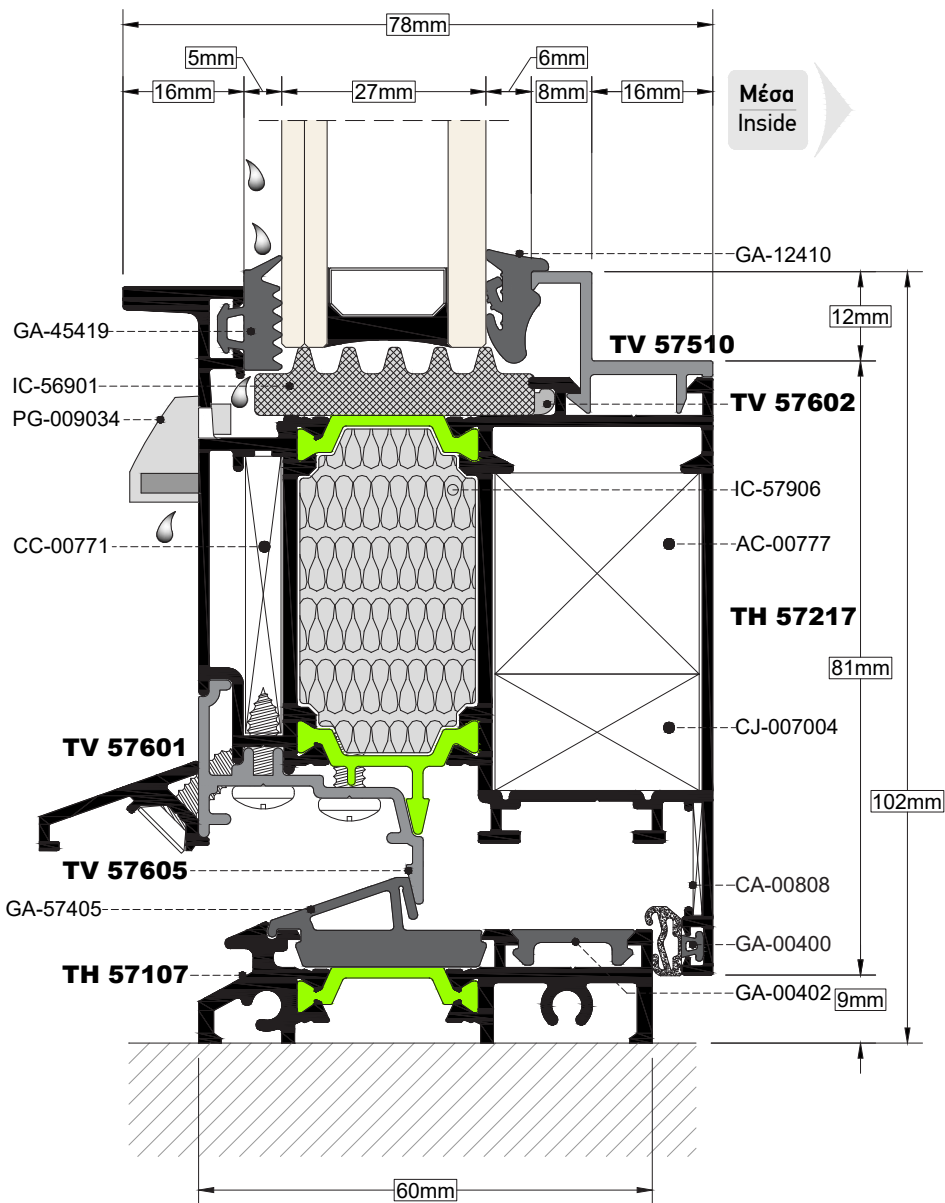 78mm
5mm
6mm
16mm
27mm
8mm
16mm
Μέσα
Inside
GA-12410
12mm
GA-45419
TV 57510
IC-56901
PG-009034
TV 57602
IC-57906
CC-00771
AC-00777
TH 57217
81mm
CJ-007004
TV 57601
102mm
TV 57605
CA-00808
GA-57405
GA-00400
TH 57107
GA-00402
9mm
60mm